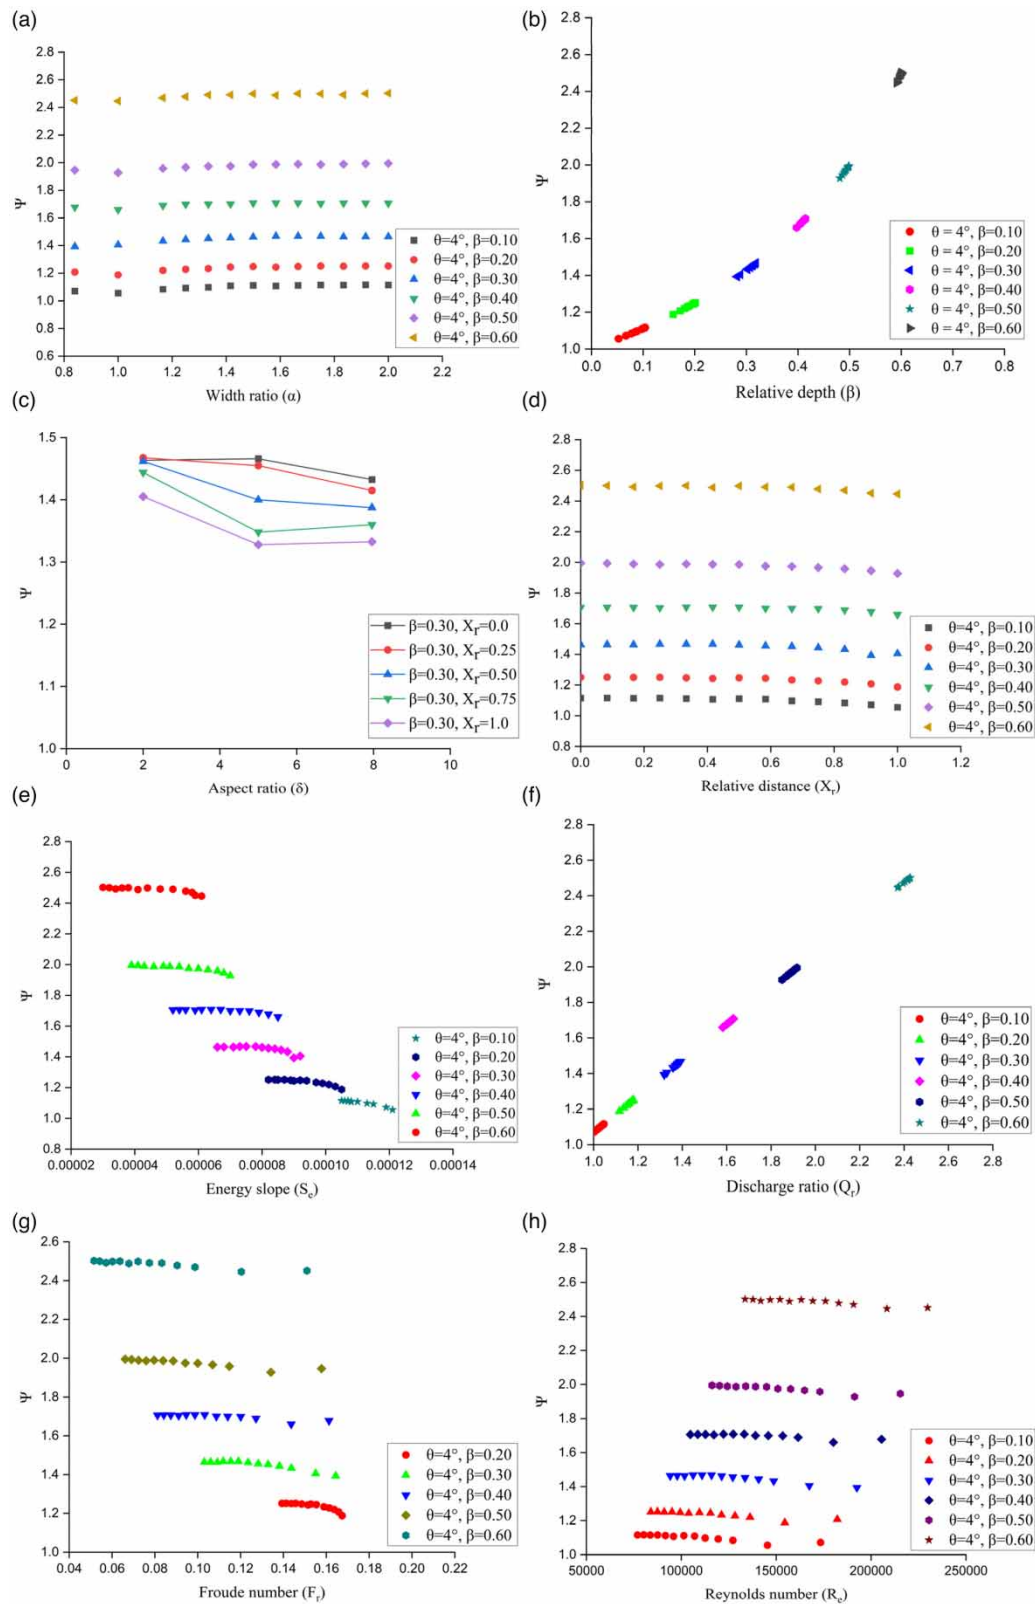 (a)
2.8
2.6
2.4
2.2
2.0
1.8
1.6
1.4
1.2
1.0
0.8
0.6
Ψ
0.8 1.0 1.2 1.4 1.6 1.8 2.0 2.2
Width ratio (α)
θ=4°, β=0.10
θ=4°, β=0.20
θ=4°, β=0.30
θ=4°, β=0.40
θ=4°, β=0.50
θ=4°, β=0.60
(b)
2.8
2.6
2.4
2.2
2.0
1.8
1.6
1.4
1.2
1.0
Ψ
0.0 0.1 0.2 0.3 0.4 0.5 0.6 0.7 0.8
Relative depth (β)
θ = 4°, β=0.10
θ = 4°, β=0.20
θ = 4°, β=0.30
θ = 4°, β=0.40
θ = 4°, β=0.50
θ = 4°, β=0.60
(c)
1.5
1.4
1.3
1.2
1.1
1.0
Ψ
0 2 4 6 8 10
Aspect ratio (δ)
β=0.30, Xr=0.0
β=0.30, Xr=0.25
β=0.30, Xr=0.50
β=0.30, Xr=0.75
β=0.30, Xr=1.0
(d)
2.8
2.6
2.4
2.2
2.0
1.8
1.6
1.4
1.2
1.0
0.8
Ψ
0.0 0.2 0.4 0.6 0.8 1.0 1.2
Relative distance (Xr)
θ=4°, β=0.10
θ=4°, β=0.20
θ=4°, β=0.30
θ=4°, β=0.40
θ=4°, β=0.50
θ=4°, β=0.60
(e)
2.8
2.6
2.4
2.2
2.0
1.8
1.6
1.4
1.2
1.0
0.8
Ψ
0.00002 0.00004 0.00006 0.00008 0.00010 0.00012 0.00014
Energy slope (Se)
θ=4°, β=0.10
θ=4°, β=0.20
θ=4°, β=0.30
θ=4°, β=0.40
θ=4°, β=0.50
θ=4°, β=0.60
(f)
2.8
2.6
2.4
2.2
2.0
1.8
1.6
1.4
1.2
1.0
Ψ
1.0 1.2 1.4 1.6 1.8 2.0 2.2 2.4 2.6 2.8
Discharge ratio (Qr)
θ=4°, β=0.10
θ=4°, β=0.20
θ=4°, β=0.30
θ=4°, β=0.40
θ=4°, β=0.50
θ=4°, β=0.60
(g)
2.6
2.4
2.2
2.0
1.8
1.6
1.4
1.2
1.0
Ψ
0.04 0.06 0.08 0.10 0.12 0.14 0.16 0.18 0.20 0.22
Froude number (Fr)
θ=4°, β=0.20
θ=4°, β=0.30
θ=4°, β=0.40
θ=4°, β=0.50
θ=4°, β=0.60
(h)
2.8
2.6
2.4
2.2
2.0
1.8
1.6
1.4
1.2
1.0
Ψ
50000 100000 150000 200000 250000
Reynolds number (Re)
θ=4°, β=0.10
θ=4°, β=0.20
θ=4°, β=0.30
θ=4°, β=0.40
θ=4°, β=0.50
θ=4°, β=0.60